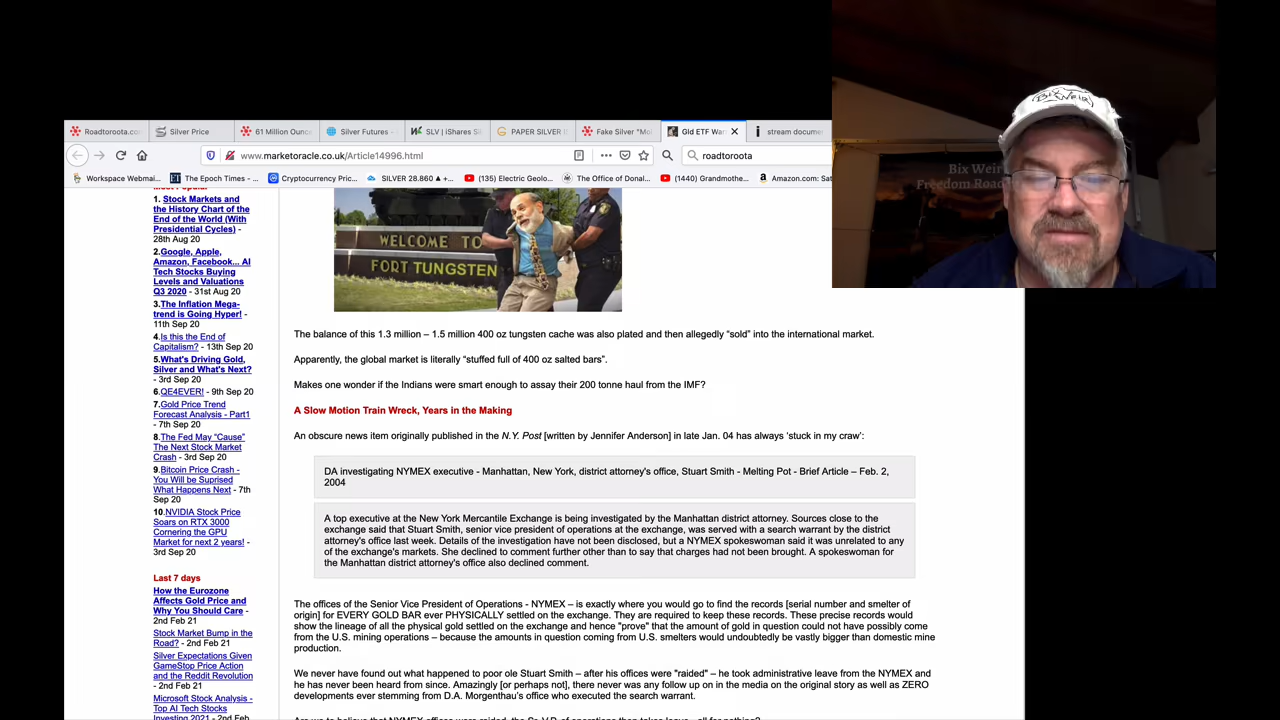 Roadtoroota.co
Silver Price
61 Million Ounc
Silver Futures -
SLV | iShares Si
PAPER SILVER
Fake Silver "Mo
Gld ETF War
stream docume
www.marketoracle.co.uk/Article14996.html
roadtoroota
Workspace Webmai...
The Epoch Times - ...
Cryptocurrency Pric...
SILVER 28.860 ▲ +...
(135) Electric Geolo...
The Office of Donal...
(1440) Grandmother...
Amazon.com: Sat
Bix Weir
Freedom Road
BIX WEIR
Most Popular
1. Stock Markets and
the History Chart of the
End of the World (With
Presidential Cycles) -
28th Aug 20
2.Google, Apple,
Amazon, Facebook... AI
Tech Stocks Buying
Levels and Valuations
Q3 2020 - 31st Aug 20
3.The Inflation Mega-
trend is Going Hyper! -
11th Sep 20
4.Is this the End of
Capitalism? - 13th Sep 20
5.What's Driving Gold,
Silver and What's Next? -
3rd Sep 20
6.QE4EVER! - 9th Sep 20
7.Gold Price Trend
Forecast Analysis - Part1
- 7th Sep 20
8.The Fed May “Cause”
The Next Stock Market
Crash - 3rd Sep 20
9.Bitcoin Price Crash -
You Will be Suprised
What Happens Next - 7th
Sep 20
10.NVIDIA Stock Price
Soars on RTX 3000
Cornering the GPU
Market for next 2 years! -
3rd Sep 20
Last 7 days
How the Eurozone
Affects Gold Price and
Why You Should Care -
2nd Feb 21
Stock Market Bump in the
Road? - 2nd Feb 21
Silver Expectations Given
GameStop Price Action
and the Reddit Revolution
- 2nd Feb 21
Microsoft Stock Analysis -
Top AI Tech Stocks
Investing 2021 - 2nd Feb
WELCOME TO
FORT TUNGSTEN
The balance of this 1.3 million – 1.5 million 400 oz tungsten cache was also plated and then allegedly “sold” into the international market.
Apparently, the global market is literally “stuffed full of 400 oz salted bars”.
Makes one wonder if the Indians were smart enough to assay their 200 tonne haul from the IMF?
A Slow Motion Train Wreck, Years in the Making
An obscure news item originally published in the N.Y. Post [written by Jennifer Anderson] in late Jan. 04 has always ‘stuck in my craw’:
DA investigating NYMEX executive - Manhattan, New York, district attorney's office, Stuart Smith - Melting Pot - Brief Article – Feb. 2,
2004
A top executive at the New York Mercantile Exchange is being investigated by the Manhattan district attorney. Sources close to the
exchange said that Stuart Smith, senior vice president of operations at the exchange, was served with a search warrant by the district
attorney's office last week. Details of the investigation have not been disclosed, but a NYMEX spokeswoman said it was unrelated to any
of the exchange's markets. She declined to comment further other than to say that charges had not been brought. A spokeswoman for
the Manhattan district attorney's office also declined comment.
The offices of the Senior Vice President of Operations - NYMEX – is exactly where you would go to find the records [serial number and smelter of
origin] for EVERY GOLD BAR ever PHYSICALLY settled on the exchange. They are required to keep these records. These precise records would
show the lineage of all the physical gold settled on the exchange and hence "prove" that the amount of gold in question could not have possibly come
from the U.S. mining operations – because the amounts in question coming from U.S. smelters would undoubtedly be vastly bigger than domestic mine
production.
We never have found out what happened to poor ole Stuart Smith – after his offices were "raided" – he took administrative leave from the NYMEX and
he has never been heard from since. Amazingly [or perhaps not], there never was any follow up on in the media on the original story as well as ZERO
developments ever stemming from D.A. Morgenthau's office who executed the search warrant.